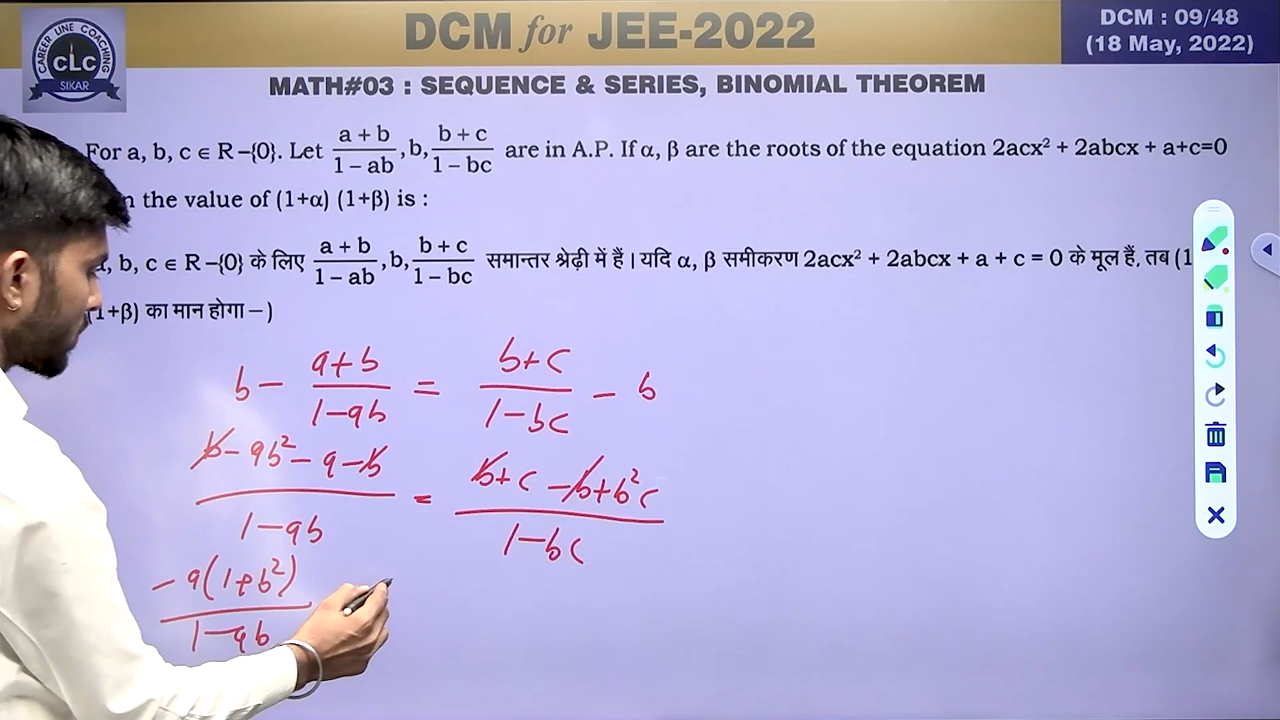 DCM for JEE-2022
DCM : 09/48
(18 May, 2022)
CAREER LINE COACHING
CLC
SIKAR
MATH#03 : SEQUENCE & SERIES, BINOMIAL THEOREM
For a, b, c ∈ R –{0}. Let (a + b)/(1 – ab), b, (b + c)/(1 – bc) are in A.P. If α, β are the roots of the equation 2acx² + 2abcx + a+c=0
the value of (1+α) (1+β) is :
, b, c ∈ R –{0} के लिए (a + b)/(1 – ab), b, (b + c)/(1 – bc) समान्तर श्रेढ़ी में हैं | यदि α, β समीकरण 2acx² + 2abcx + a + c = 0 के मूल हैं, तब (1
(1+β) का मान होगा – )
b – (a+b)/(1–ab) = (b+c)/(1–bc) – b
(b – ab² – a – b)/(1–ab) = (b+c – b+b²c)/(1–bc)
–a(1+b²)/(1–ab)